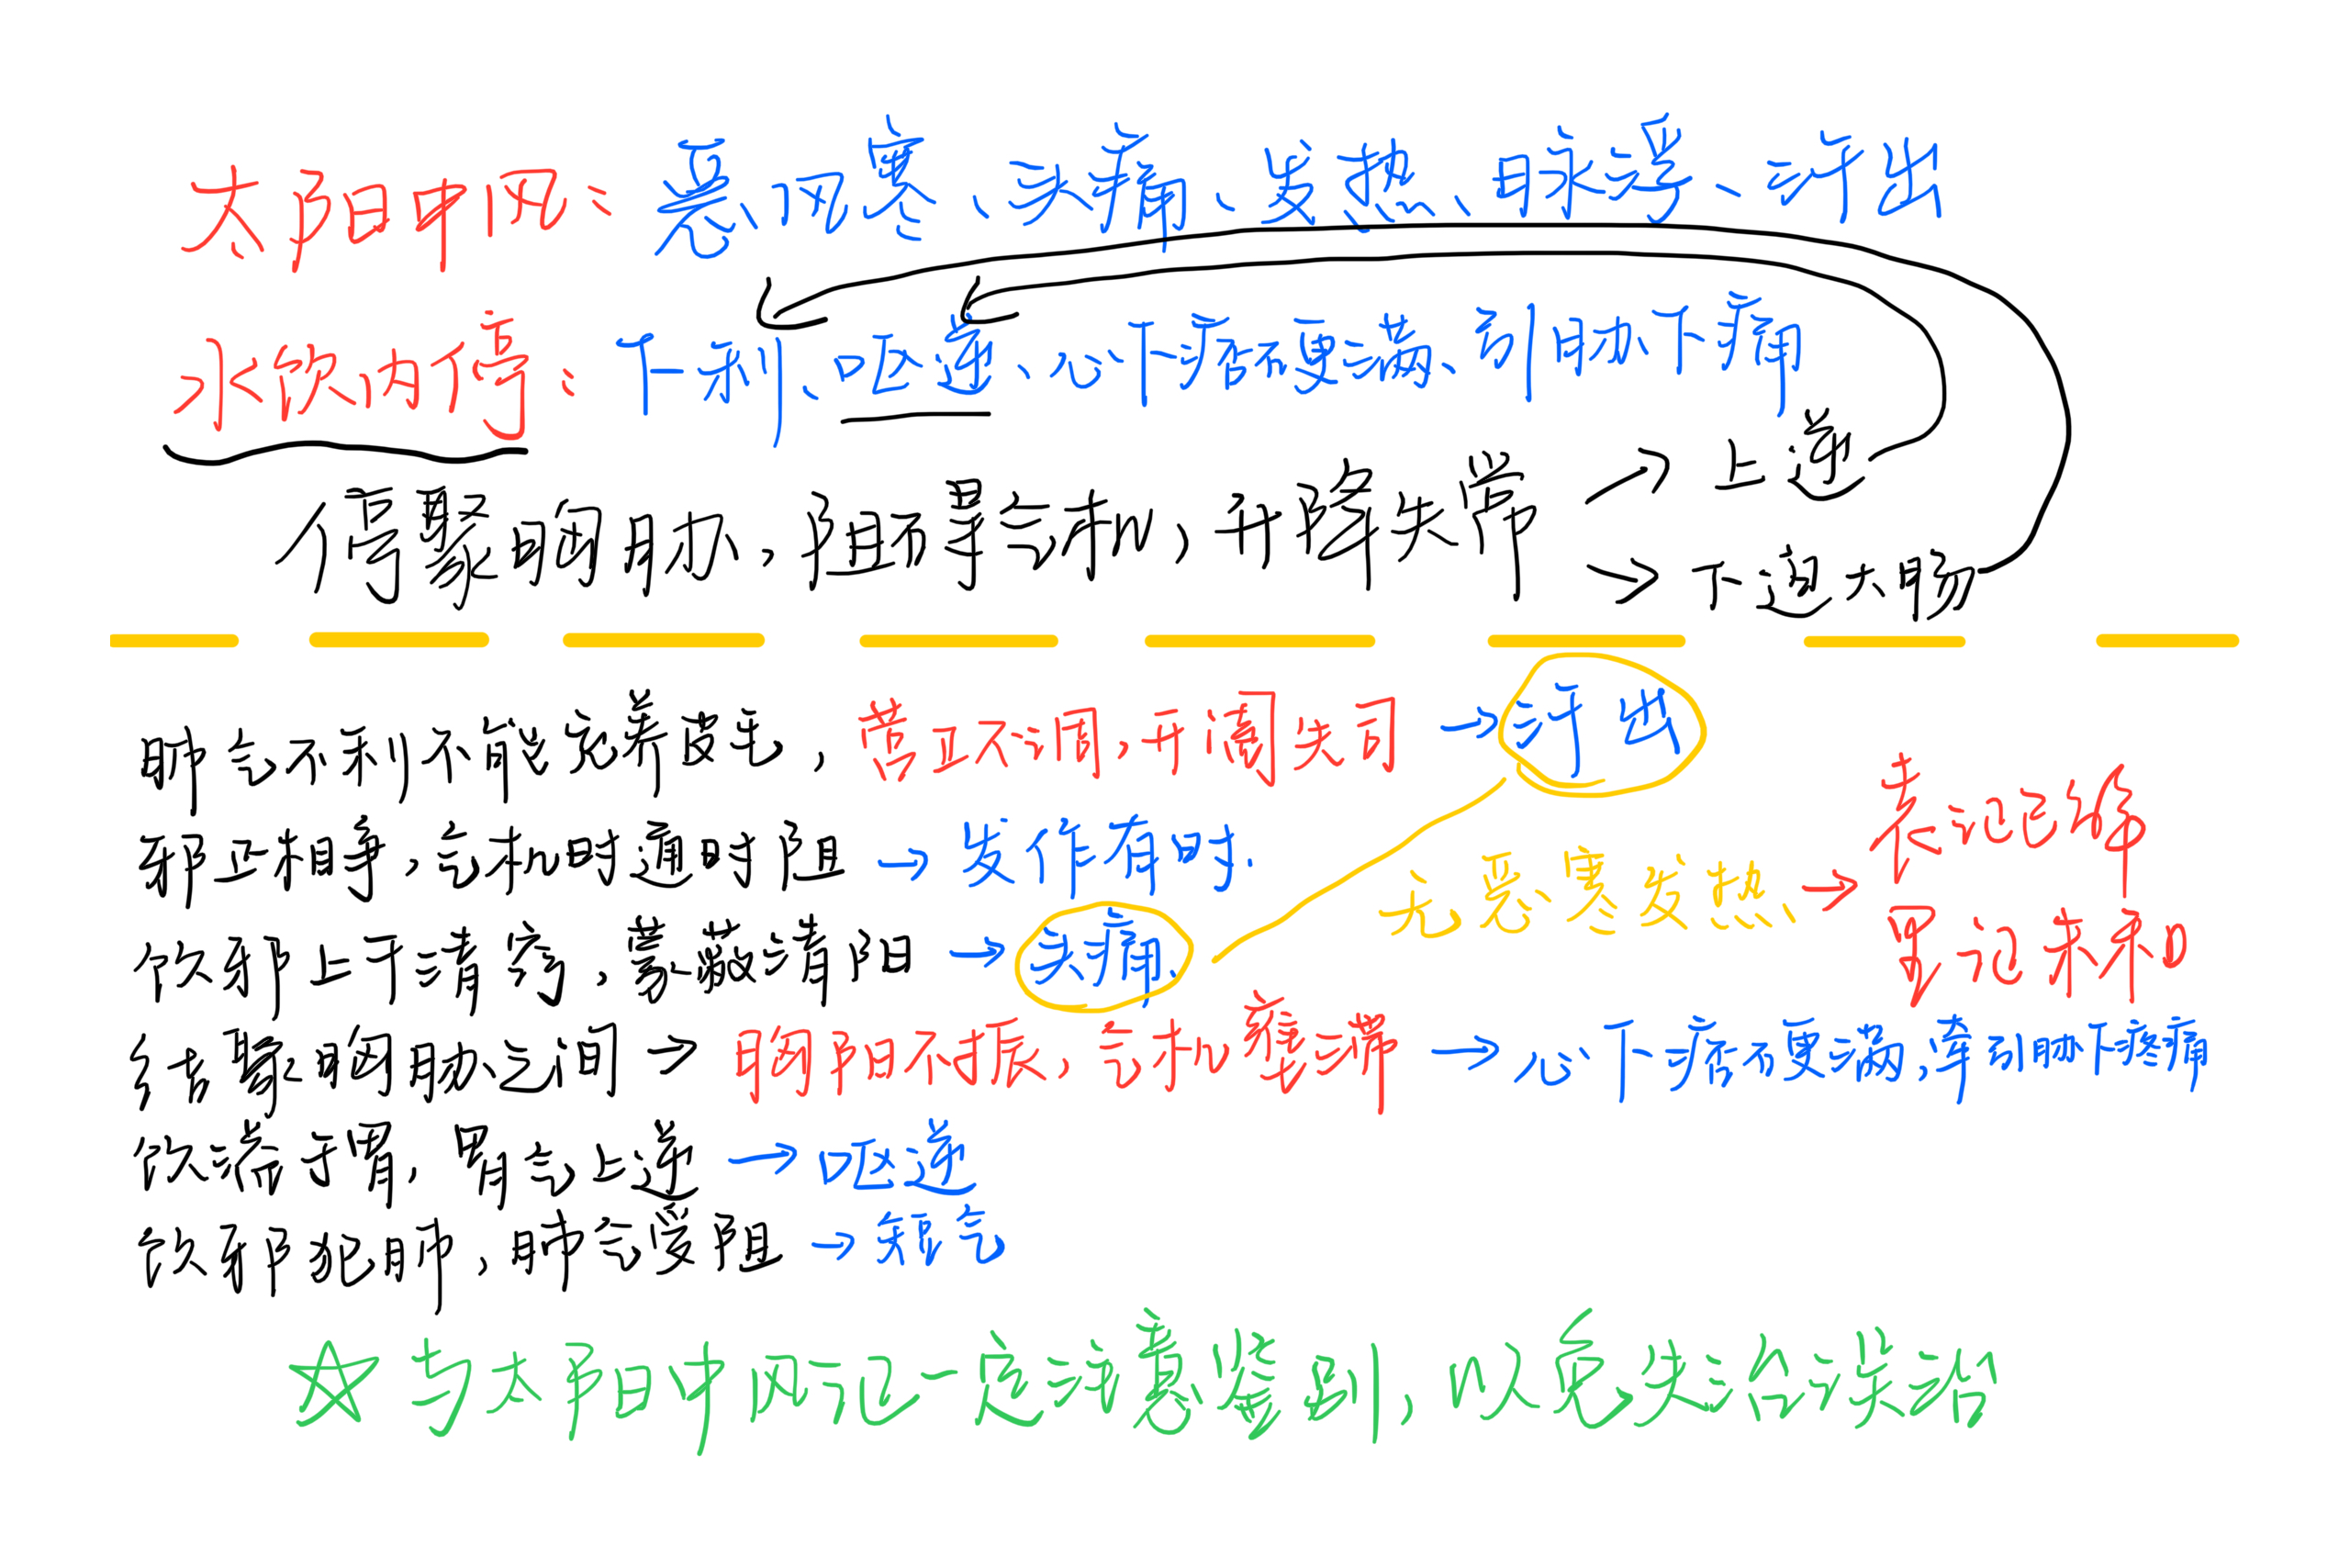 太阳中风：恶风寒、头痛、发热、脉浮、汗出
水饮内停：下利、呕逆、心下痞硬满、引胁下痛
停聚胸胁，阻碍气机，升降失常 → 上逆
→ 下迫大肠
肺气不利不能充养皮毛，营卫不调，开阖失司 → 汗出
邪正相争，气机时通时阻 → 发作有时.
无恶寒发热、→ 表证已解
里证未和
饮邪上干清窍，蒙蔽清阳 → 头痛
结聚胸胁之间 → 胸阳不振，气机壅滞 → 心下痞硬满，牵引胁下疼痛
饮溢于胃，胃气上逆 → 呕逆
饮邪犯肺，肺气受阻 → 短气
☆ 与太阳中风证一定注意鉴别，以免失治误治